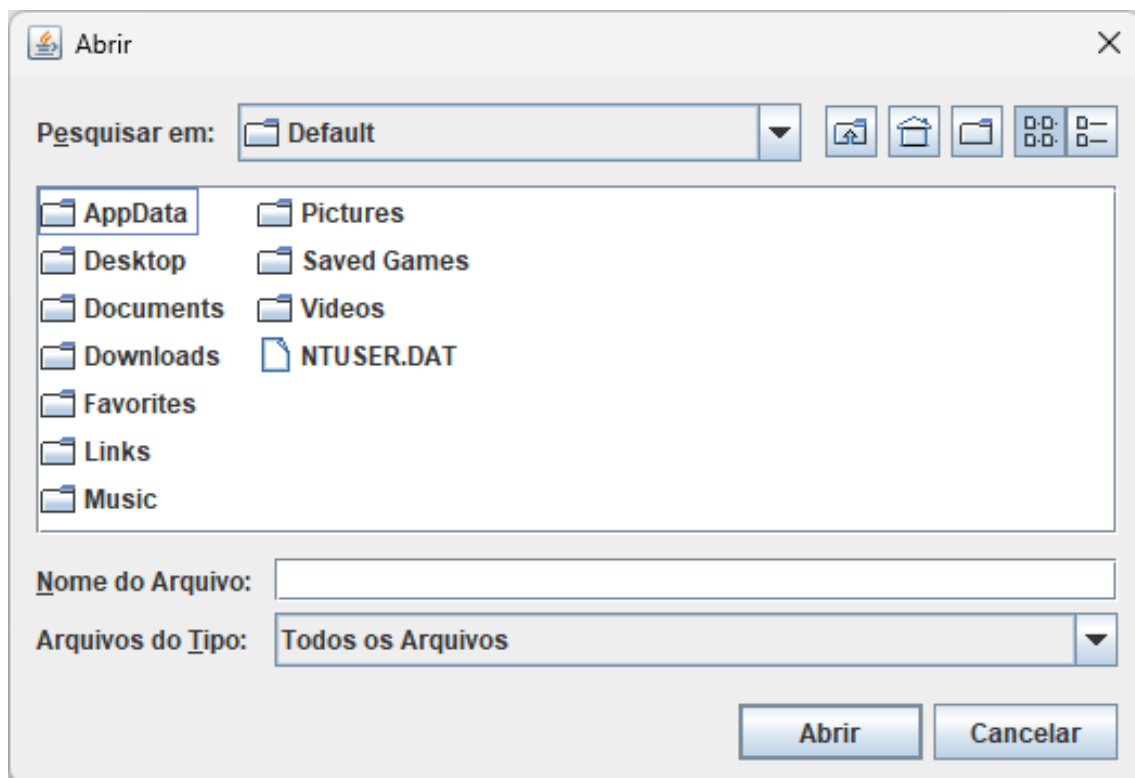 Abrir
Pesquisar em: Default
AppData Pictures
Desktop Saved Games
Documents Videos
Downloads NTUSER.DAT
Favorites
Links
Music
Nome do Arquivo:
Arquivos do Tipo: Todos os Arquivos
Abrir Cancelar